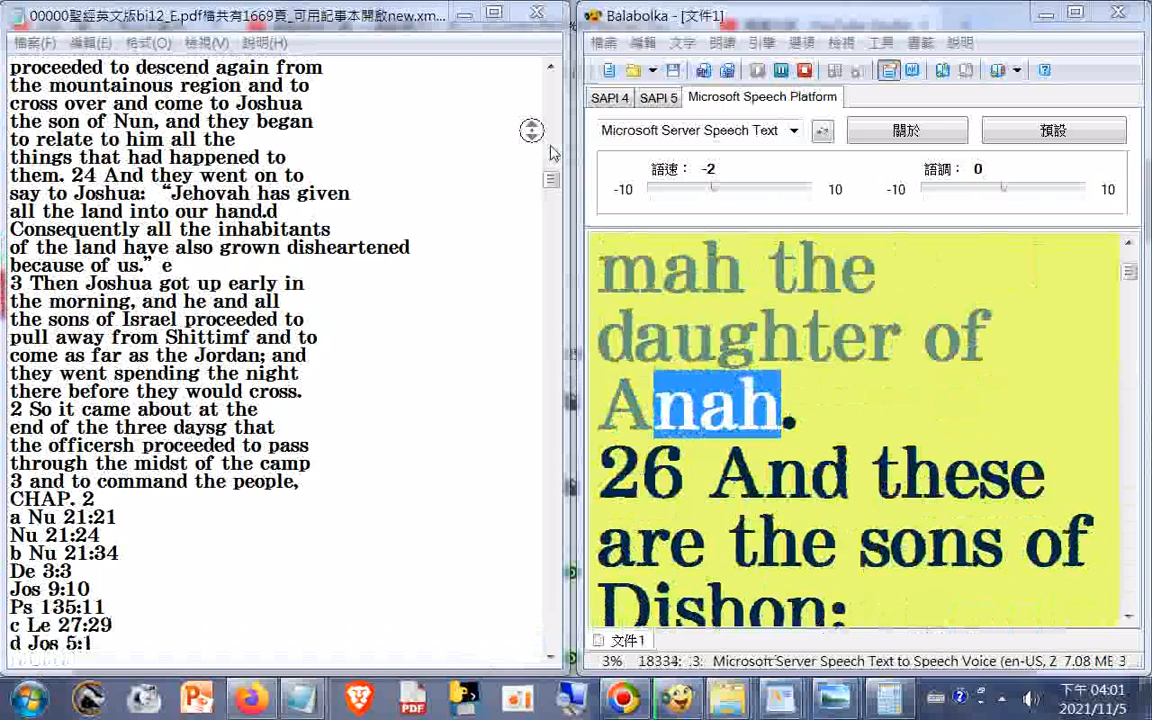 00000聖經英文版bi12_E.pdf檔共有1669頁_可用記事本開啟new.xm...
檔案(F) 編輯(E) 格式(O) 檢視(V) 說明(H)
proceeded to descend again from
the mountainous region and to
cross over and come to Joshua
the son of Nun, and they began
to relate to him all the
things that had happened to
them. 24 And they went on to
say to Joshua: “Jehovah has given
all the land into our hand.d
Consequently all the inhabitants
of the land have also grown disheartened
because of us.” e
3 Then Joshua got up early in
the morning, and he and all
the sons of Israel proceeded to
pull away from Shittimf and to
come as far as the Jordan; and
they went spending the night
there before they would cross.
2 So it came about at the
end of the three daysg that
the officersh proceeded to pass
through the midst of the camp
3 and to command the people,
CHAP. 2
a Nu 21:21
Nu 21:24
b Nu 21:34
De 3:3
Jos 9:10
Ps 135:11
c Le 27:29
d Jos 5:1
Balabolka - [文件1]
檔案 編輯 文字 朗讀 引擎 選項 檢視 工具 書籤 說明
SAPI 4 SAPI 5 Microsoft Speech Platform
Microsoft Server Speech Text 關於 預設
語速: -2 語調: 0
-10 10 -10 10
mah the
daughter of
Anah.
26 And these
are the sons of
Dishon:
文件1
3% Microsoft Server Speech Text to Speech Voice (en-US, 2 7.08 MB 3
下午 04:01
2021/11/5